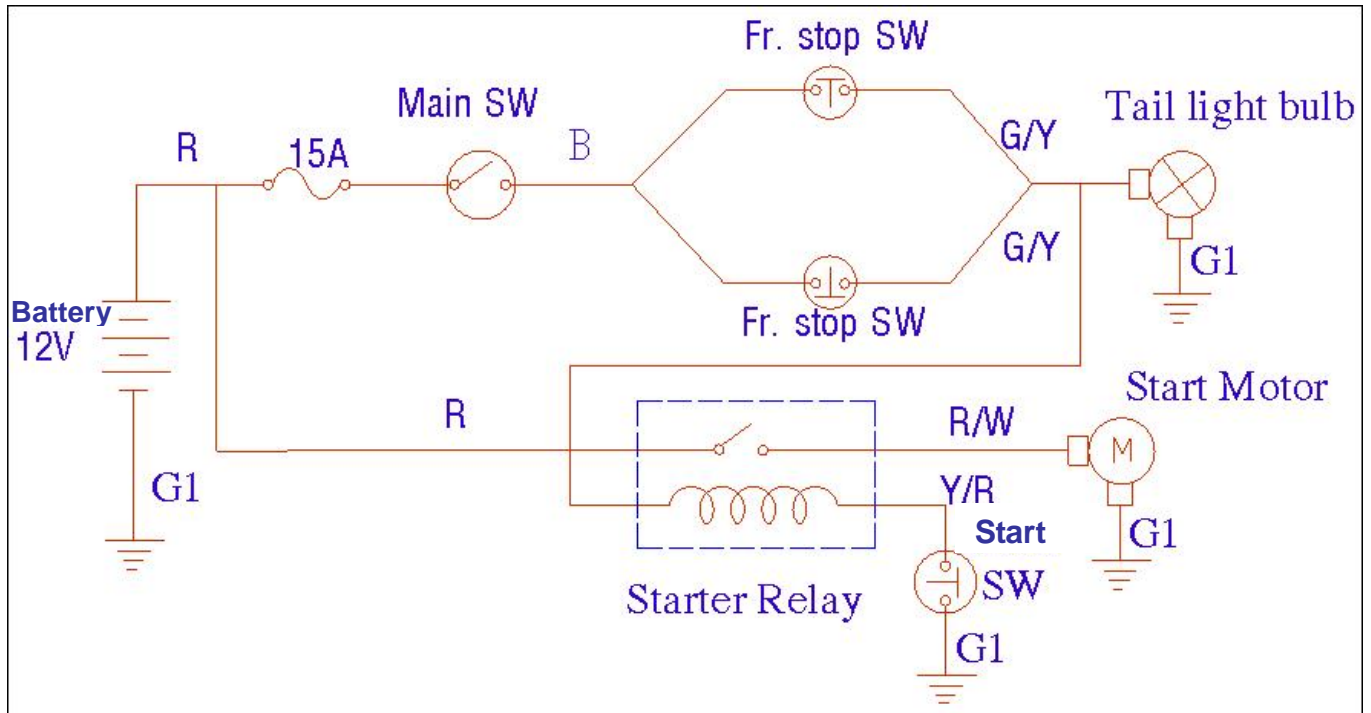 Fr. stop SW
Main SW
Tail light bulb
R
15A
B
G/Y
G/Y
G1
Battery
12V
Fr. stop SW
Start Motor
R
R/W
M
G1
Y/R
Start
SW
G1
Starter Relay
G1